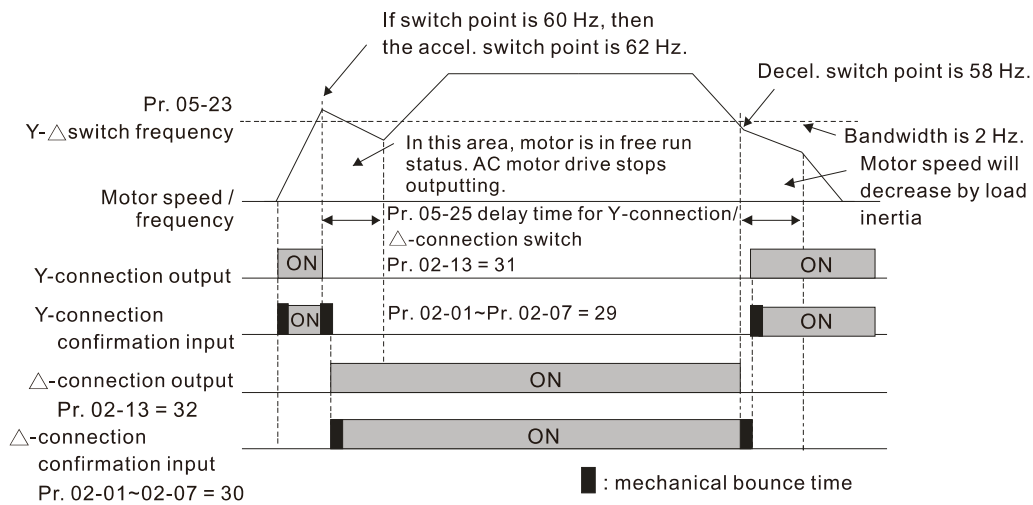 If switch point is 60 Hz, then
the accel. switch point is 62 Hz.
Decel. switch point is 58 Hz.
Pr. 05-23
Y-△switch frequency
Bandwidth is 2 Hz.
In this area, motor is in free run
status. AC motor drive stops
outputting.
Motor speed will
decrease by load
inertia
Motor speed /
frequency
Pr. 05-25 delay time for Y-connection/
△-connection switch
Pr. 02-13 = 31
Y-connection output
ON
ON
Y-connection
confirmation input
ON
Pr. 02-01~Pr. 02-07 = 29
ON
△-connection output
Pr. 02-13 = 32
ON
△-connection
confirmation input
Pr. 02-01~02-07 = 30
ON
: mechanical bounce time